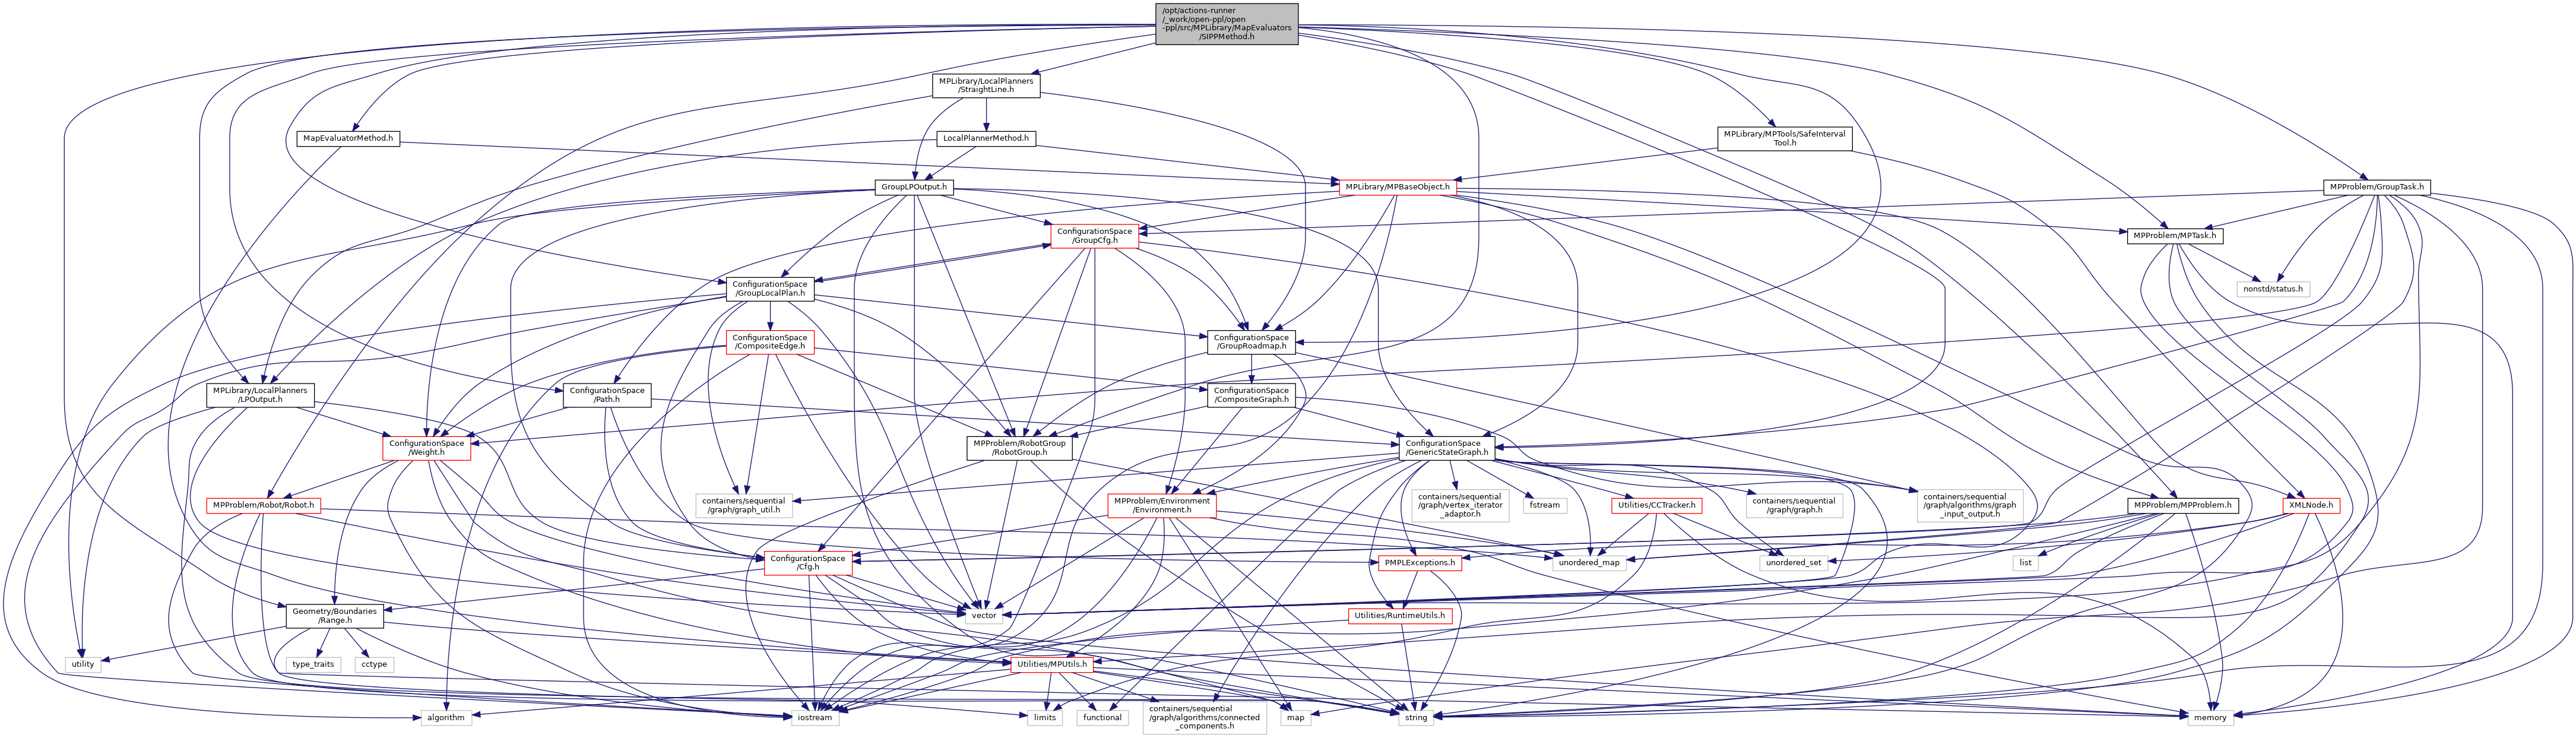 /opt/actions-runner
/_work/open-ppl/open
-ppl/src/MPLibrary/MapEvaluators
/SIPPMethod.h
MPLibrary/LocalPlanners
/StraightLine.h
MapEvaluatorMethod.h
LocalPlannerMethod.h
MPLibrary/MPTools/SafeInterval
Tool.h
GroupLPOutput.h
MPLibrary/MPBaseObject.h
MPProblem/GroupTask.h
ConfigurationSpace
/GroupCfg.h
MPProblem/MPTask.h
ConfigurationSpace
/GroupLocalPlan.h
nonstd/status.h
ConfigurationSpace
/CompositeEdge.h
ConfigurationSpace
/GroupRoadmap.h
MPLibrary/LocalPlanners
/LPOutput.h
ConfigurationSpace
/Path.h
ConfigurationSpace
/CompositeGraph.h
ConfigurationSpace
/Weight.h
MPProblem/RobotGroup
/RobotGroup.h
ConfigurationSpace
/GenericStateGraph.h
MPProblem/Robot/Robot.h
containers/sequential
/graph/graph_util.h
MPProblem/Environment
/Environment.h
containers/sequential
/graph/vertex_iterator
_adaptor.h
fstream
Utilities/CCTracker.h
containers/sequential
/graph/graph.h
containers/sequential
/graph/algorithms/graph
_input_output.h
MPProblem/MPProblem.h
XMLNode.h
ConfigurationSpace
/Cfg.h
PMPLExceptions.h
unordered_map
unordered_set
list
Geometry/Boundaries
/Range.h
vector
Utilities/RuntimeUtils.h
utility
type_traits
cctype
Utilities/MPUtils.h
algorithm
iostream
limits
functional
containers/sequential
/graph/algorithms/connected
_components.h
map
string
memory